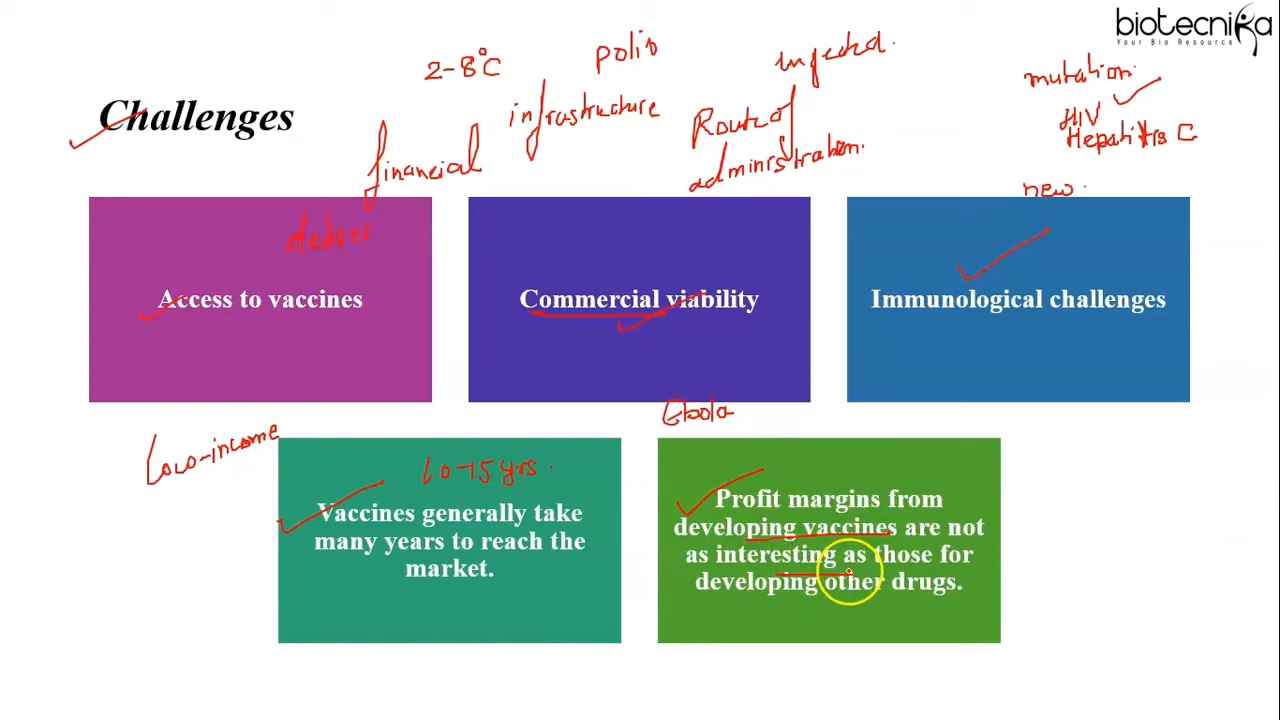 biotecnika
Your Bio Resource
Challenges
2-8°C
polio
injected.
mutation.
HIV
Hepatitis C
financial
infrastructure
Route of
administration.
new.
deliver
Access to vaccines
Commercial viability
Immunological challenges
Low-income
Ebola
10-15 yrs.
Vaccines generally take
many years to reach the
market.
Profit margins from
developing vaccines are not
as interesting as those for
developing other drugs.